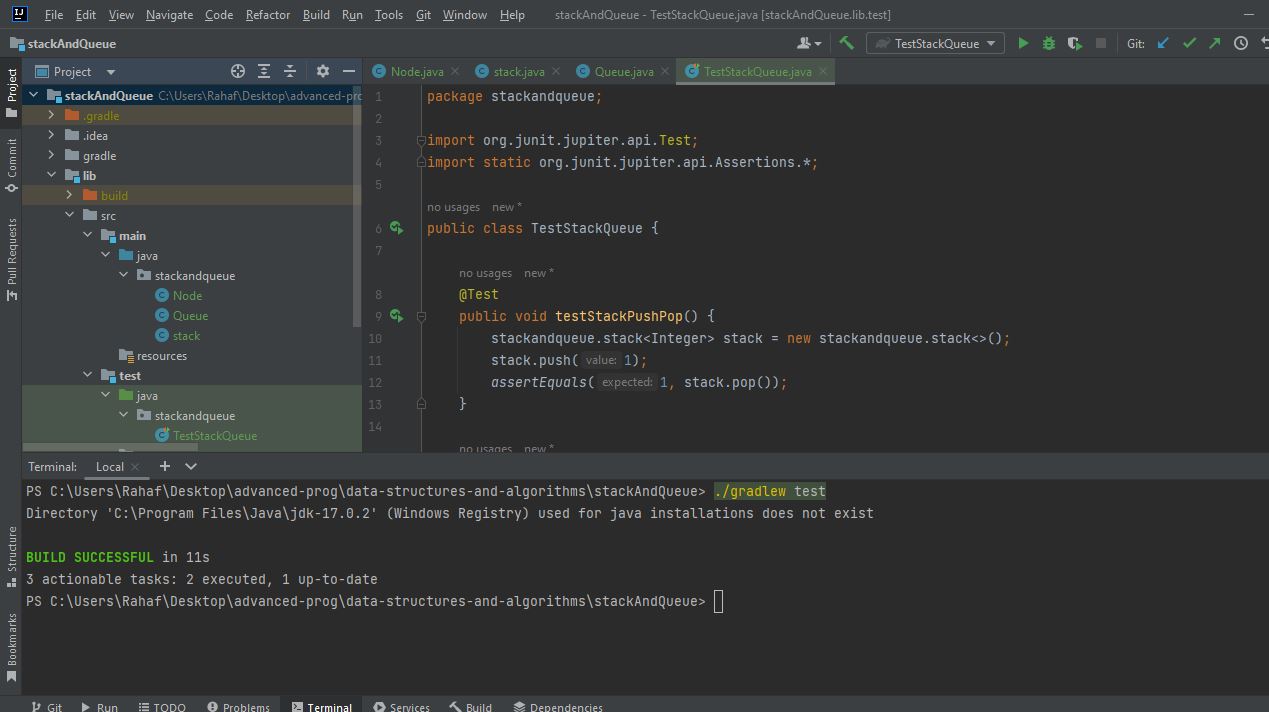 File Edit View Navigate Code Refactor Build Run Tools Git Window Help stackAndQueue - TestStackQueue.java [stackAndQueue.lib.test]
stackAndQueue TestStackQueue Git:
Project Node.java stack.java Queue.java TestStackQueue.java
Project
Commit
Pull Requests
Structure
Bookmarks
stackAndQueue C:\Users\Rahaf\Desktop\advanced-pro
.gradle
.idea
gradle
lib
build
src
main
java
stackandqueue
Node
Queue
stack
resources
test
java
stackandqueue
TestStackQueue
1 package stackandqueue;
2
3 import org.junit.jupiter.api.Test;
4 import static org.junit.jupiter.api.Assertions.*;
5
no usages new *
6 public class TestStackQueue {
7
no usages new *
8 @Test
9 public void testStackPushPop() {
10 stackandqueue.stack<Integer> stack = new stackandqueue.stack<>();
11 stack.push( value: 1);
12 assertEquals( expected: 1, stack.pop());
13 }
14
no usages new *
Terminal: Local
PS C:\Users\Rahaf\Desktop\advanced-prog\data-structures-and-algorithms\stackAndQueue> ./gradlew test
Directory 'C:\Program Files\Java\jdk-17.0.2' (Windows Registry) used for java installations does not exist
BUILD SUCCESSFUL in 11s
3 actionable tasks: 2 executed, 1 up-to-date
PS C:\Users\Rahaf\Desktop\advanced-prog\data-structures-and-algorithms\stackAndQueue>
Git Run TODO Problems Terminal Services Build Dependencies